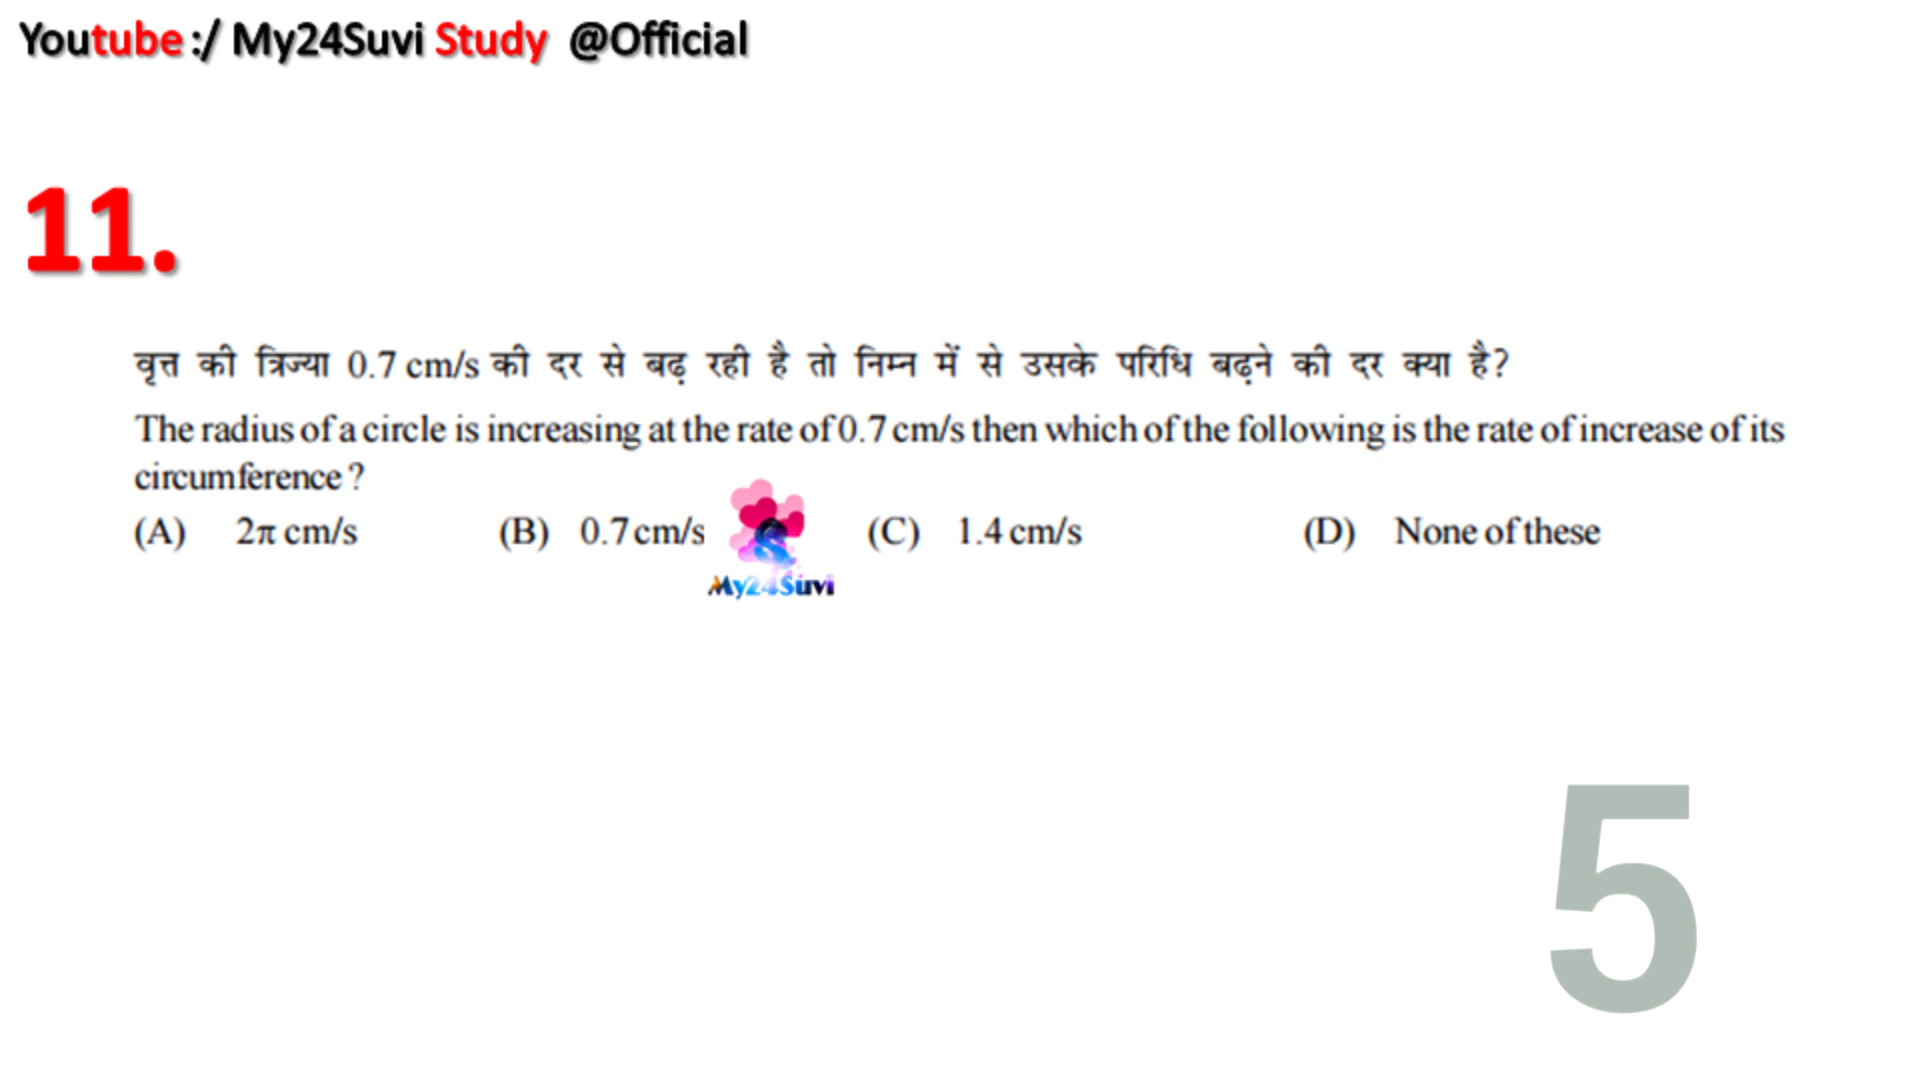 Youtube :/ My24Suvi Study @Official
11.
वृत्त की त्रिज्या 0.7 cm/s की दर से बढ़ रही है तो निम्न में से उसके परिधि बढ़ने की दर क्या है?
The radius of a circle is increasing at the rate of 0.7 cm/s then which of the following is the rate of increase of its
circumference ?
(A) 2π cm/s (B) 0.7 cm/s (C) 1.4 cm/s (D) None of these
My24Suvi
5